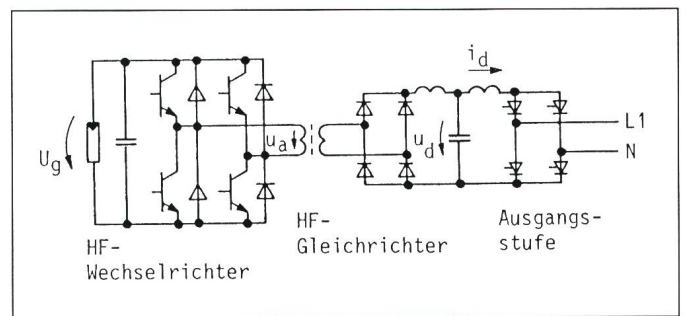 i_d
U_g
u_a
u_d
L1
N
HF-
Wechselrichter
HF-
Gleichrichter
Ausgangs-
stufe